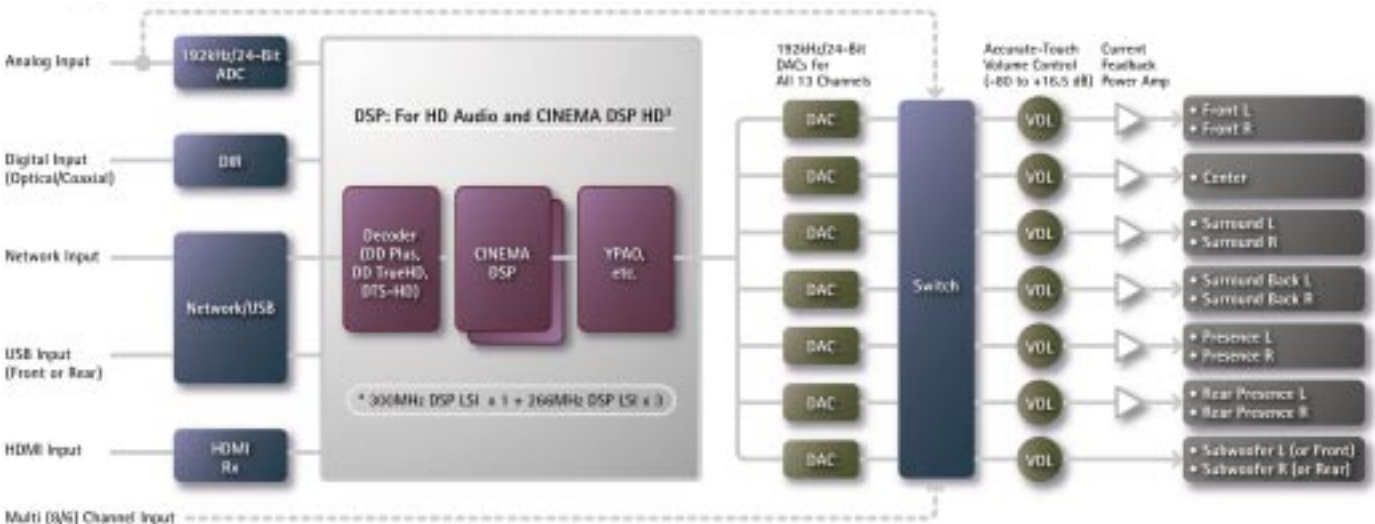 Analog Input
192kHz/24-Bit
ADC
192kHz/24-Bit
DACs for
All 13 Channels
Accurate-Touch
Volume Control
(-80 to +16.5 dB)
Current
Feedback
Power Amp
DSP: For HD Audio and CINEMA DSP HD³
DAC
VOL
• Front L
• Front R
Digital Input
(Optical/Coaxial)
DIR
DAC
VOL
• Center
Network Input
Network/USB
Decoder
(DD Plus,
DD TrueHD,
DTS-HD)
CINEMA
DSP
YPAO,
etc.
DAC
VOL
• Surround L
• Surround R
DAC
Switch
VOL
• Surround Back L
• Surround Back R
USB Input
(Front or Rear)
DAC
VOL
• Presence L
• Presence R
* 300MHz DSP LSI x 1 + 266MHz DSP LSI x 3
DAC
VOL
• Rear Presence L
• Rear Presence R
HDMI Input
HDMI
Rx
DAC
VOL
• Subwoofer L (or Front)
• Subwoofer R (or Rear)
Multi (8/6) Channel Input